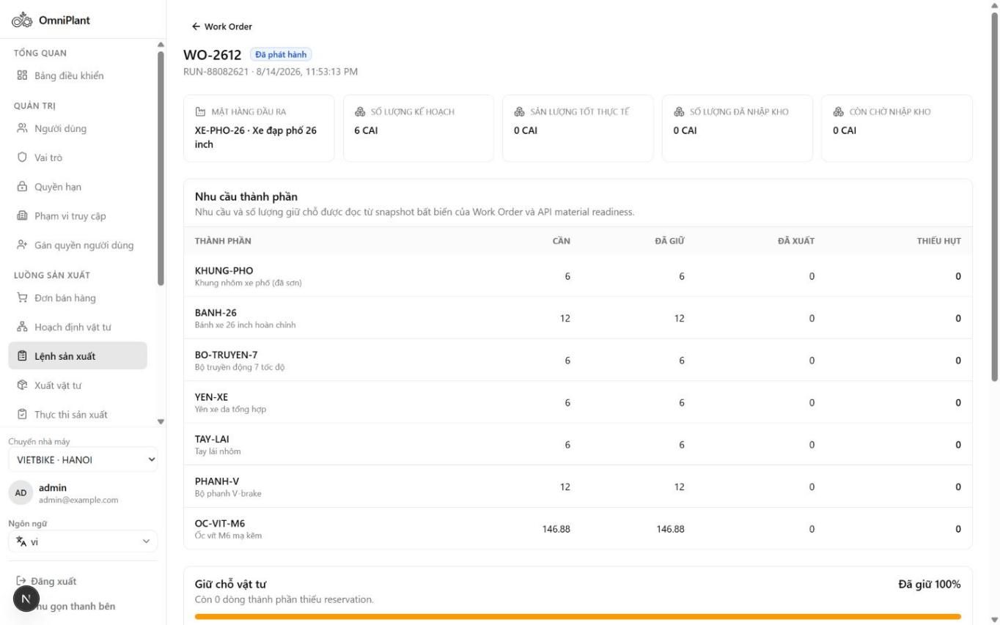 OmniPlant
TỔNG QUAN
Bảng điều khiển
QUẢN TRỊ
Người dùng
Vai trò
Quyền hạn
Phạm vi truy cập
Gán quyền người dùng
LUỒNG SẢN XUẤT
Đơn bán hàng
Hoạch định vật tư
Lệnh sản xuất
Xuất vật tư
Thực thi sản xuất
Chuyển nhà máy
VIETBIKE · HANOI
AD
admin
admin@example.com
Ngôn ngữ
vi
Đăng xuất
N
hu gọn thanh bên
Work Order
WO-2612 Đã phát hành
RUN-88082621 · 8/14/2026, 11:53:13 PM
MẶT HÀNG ĐẦU RA
XE-PHO-26 · Xe đạp phố 26
inch
SỐ LƯỢNG KẾ HOẠCH
6 CAI
SẢN LƯỢNG TỐT THỰC TẾ
0 CAI
SỐ LƯỢNG ĐÃ NHẬP KHO
0 CAI
CÒN CHỜ NHẬP KHO
0 CAI
Nhu cầu thành phần
Nhu cầu và số lượng giữ chỗ được đọc từ snapshot bất biến của Work Order và API material readiness.
THÀNH PHẦN CẦN ĐÃ GIỮ ĐÃ XUẤT THIẾU HỤT
KHUNG-PHO
Khung nhôm xe phố (đã sơn)
6 6 0 0
BANH-26
Bánh xe 26 inch hoàn chỉnh
12 12 0 0
BO-TRUYEN-7
Bộ truyền động 7 tốc độ
6 6 0 0
YEN-XE
Yên xe da tổng hợp
6 6 0 0
TAY-LAI
Tay lái nhôm
6 6 0 0
PHANH-V
Bộ phanh V-brake
12 12 0 0
OC-VIT-M6
Ốc vít M6 mạ kẽm
146.88 146.88 0 0
Giữ chỗ vật tư Đã giữ 100%
Còn 0 dòng thành phần thiếu reservation.